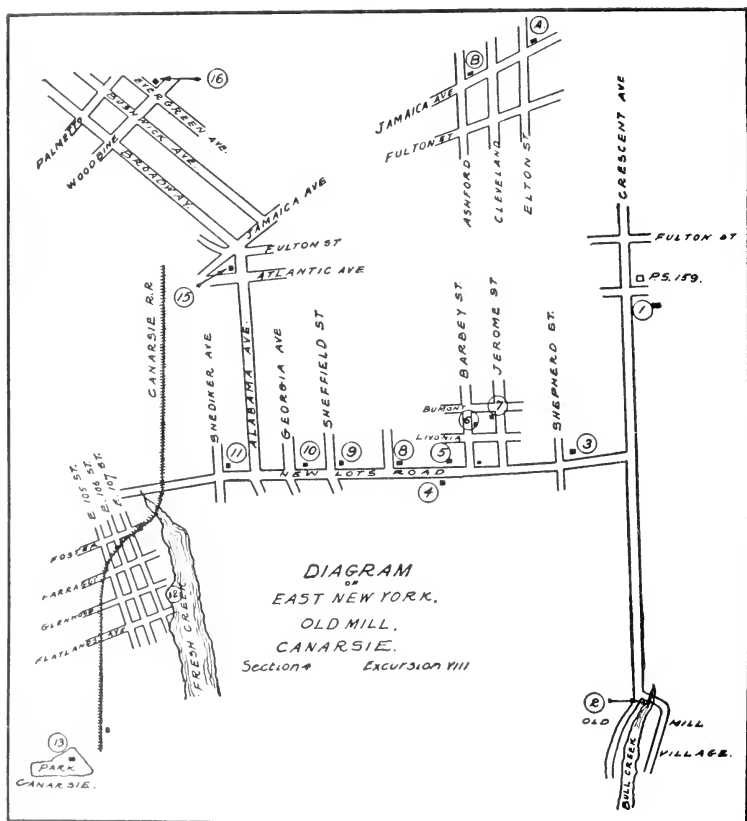 A.
B
16
EVERGREEN AVE.
BUSHWICK AVE.
PALMETTO
WOODBINE
BROADWAY.
JAMAICA AVE
FULTON ST
ASHFORD
CLEVELAND
ELTON ST
CRESCENT AVE
FULTON ST
P.S. 159.
1
JAMAICA AVE
FULTON ST
ATLANTIC AVE
15
CANARSIE R.R
SNEDIKER AVE
ALABAMA AVE.
GEORGIA AVE
SHEFFIELD ST
BARBEY ST.
JEROME ST
SHEPHERD ST.
DUMONT
7
6
LIVONIA
11
10
9
8
5
3
NEW LOTS ROAD
4
E 105 ST.
E. 106 ST.
E. 107
FOSTER
FARRAGUT
GLENWOOD
FLATLANDS AVE
12
FRESH CREEK
DIAGRAM
OF
EAST NEW YORK,
OLD MILL,
CANARSIE.
Section 4 Excursion VIII
2
OLD MILL
VILLAGE.
BULL CREEK
13
PARK
CANARSIE.